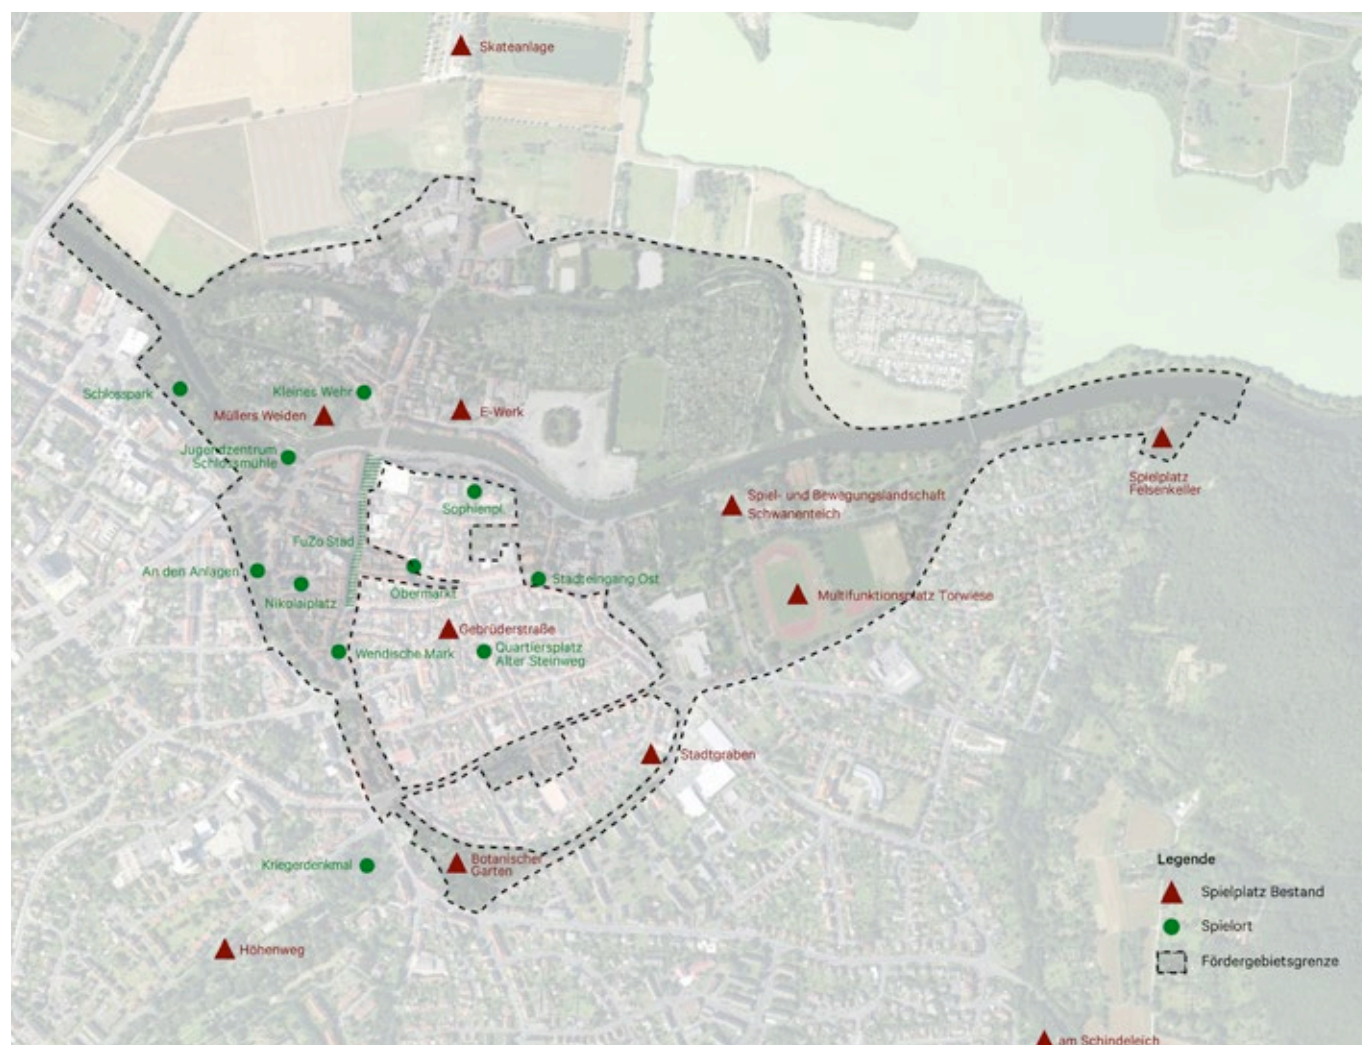 Skateanlage
Schlosspark
Kleines Wehr
Müllers Weiden
E-Werk
Jugendzentrum
Schlossmühle
Spielplatz
Felsenkeller
Sophienpl.
Spiel- und Bewegungslandschaft
Schwanenteich
FuZo Stad
An den Anlagen
Nikolaiplatz
Obermarkt
Stadteingang Ost
Multifunktionsplatz Torwiese
Gebrüderstraße
Wendische Mark
Quartiersplatz
Alter Steinweg
Stadtgraben
Kriegerdenkmal
Botanischer
Garten
Höhenweg
Legende
Spielplatz Bestand
Spielort
Fördergebietsgrenze
am Schindeleich